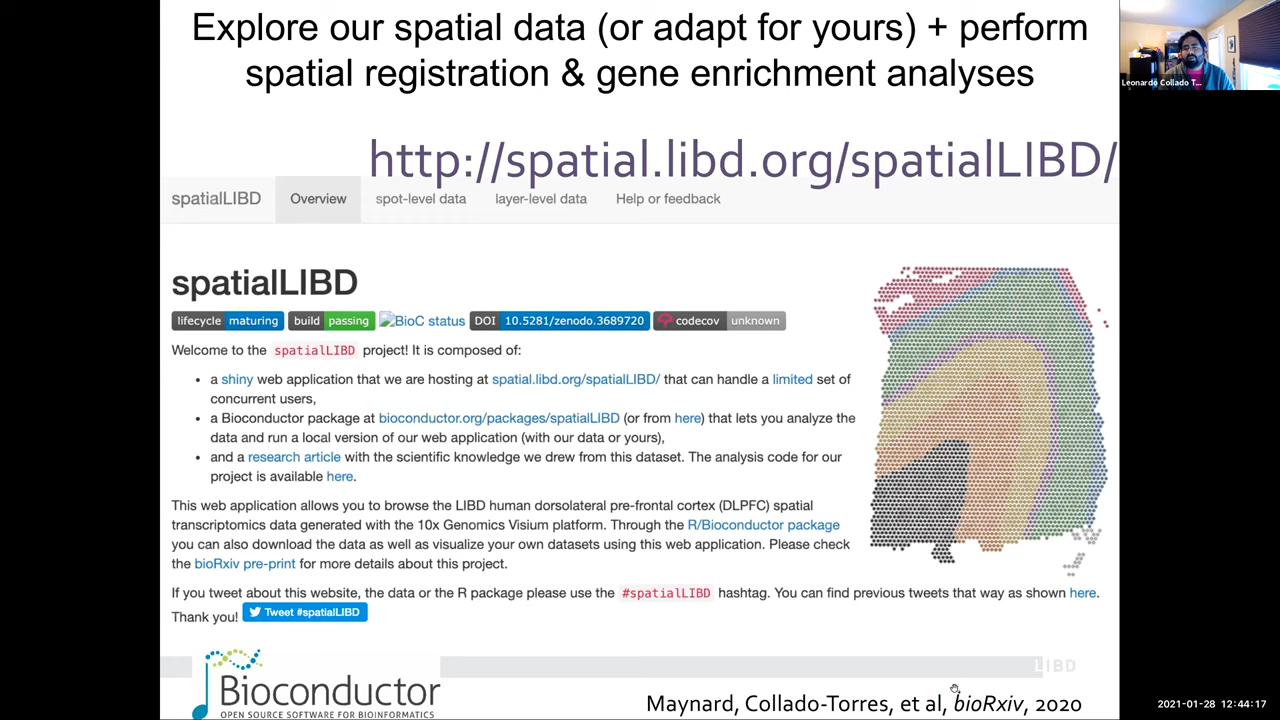 Explore our spatial data (or adapt for yours) + perform
spatial registration & gene enrichment analyses
Leonardo Collado T...
http://spatial.libd.org/spatialLIBD/
spatialLIBD Overview spot-level data layer-level data Help or feedback
spatialLIBD
lifecycle maturing build passing BioC status DOI 10.5281/zenodo.3689720 codecov unknown
Welcome to the spatialLIBD project! It is composed of:
• a shiny web application that we are hosting at spatial.libd.org/spatialLIBD/ that can handle a limited set of
concurrent users,
• a Bioconductor package at bioconductor.org/packages/spatialLIBD (or from here) that lets you analyze the
data and run a local version of our web application (with our data or yours),
• and a research article with the scientific knowledge we drew from this dataset. The analysis code for our
project is available here.
This web application allows you to browse the LIBD human dorsolateral pre-frontal cortex (DLPFC) spatial
transcriptomics data generated with the 10x Genomics Visium platform. Through the R/Bioconductor package
you can also download the data as well as visualize your own datasets using this web application. Please check
the bioRxiv pre-print for more details about this project.
If you tweet about this website, the data or the R package please use the #spatialLIBD hashtag. You can find previous tweets that way as shown here.
Thank you! Tweet #spatialLIBD
LIBD
Bioconductor
OPEN SOURCE SOFTWARE FOR BIOINFORMATICS
Maynard, Collado-Torres, et al, bioRxiv, 2020
2021-01-28 12:44:17